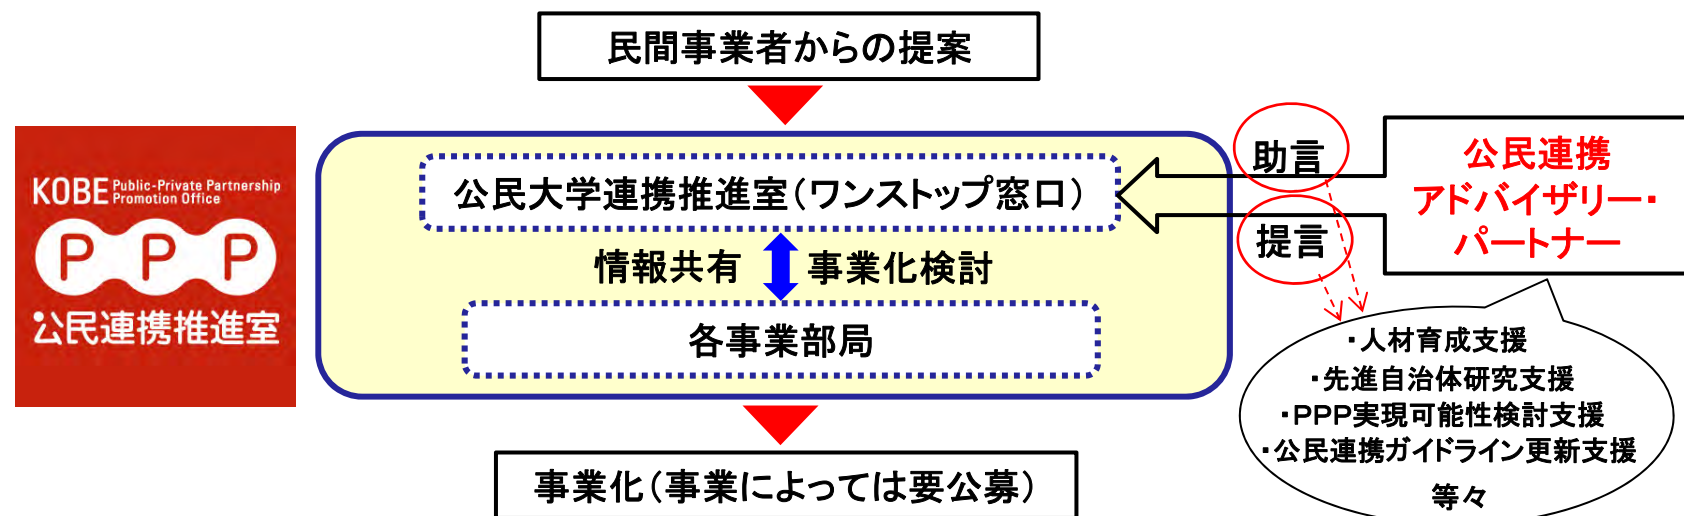 民間事業者からの提案
KOBE Public-Private Partnership
Promotion Office
PPP
公民連携推進室
公民大学連携推進室（ワンストップ窓口）
情報共有 事業化検討
各事業部局
事業化（事業によっては要公募）
助言
提言
公民連携
アドバイザリー・
パートナー
・人材育成支援
・先進自治体研究支援
・PPP実現可能性検討支援
・公民連携ガイドライン更新支援
等々